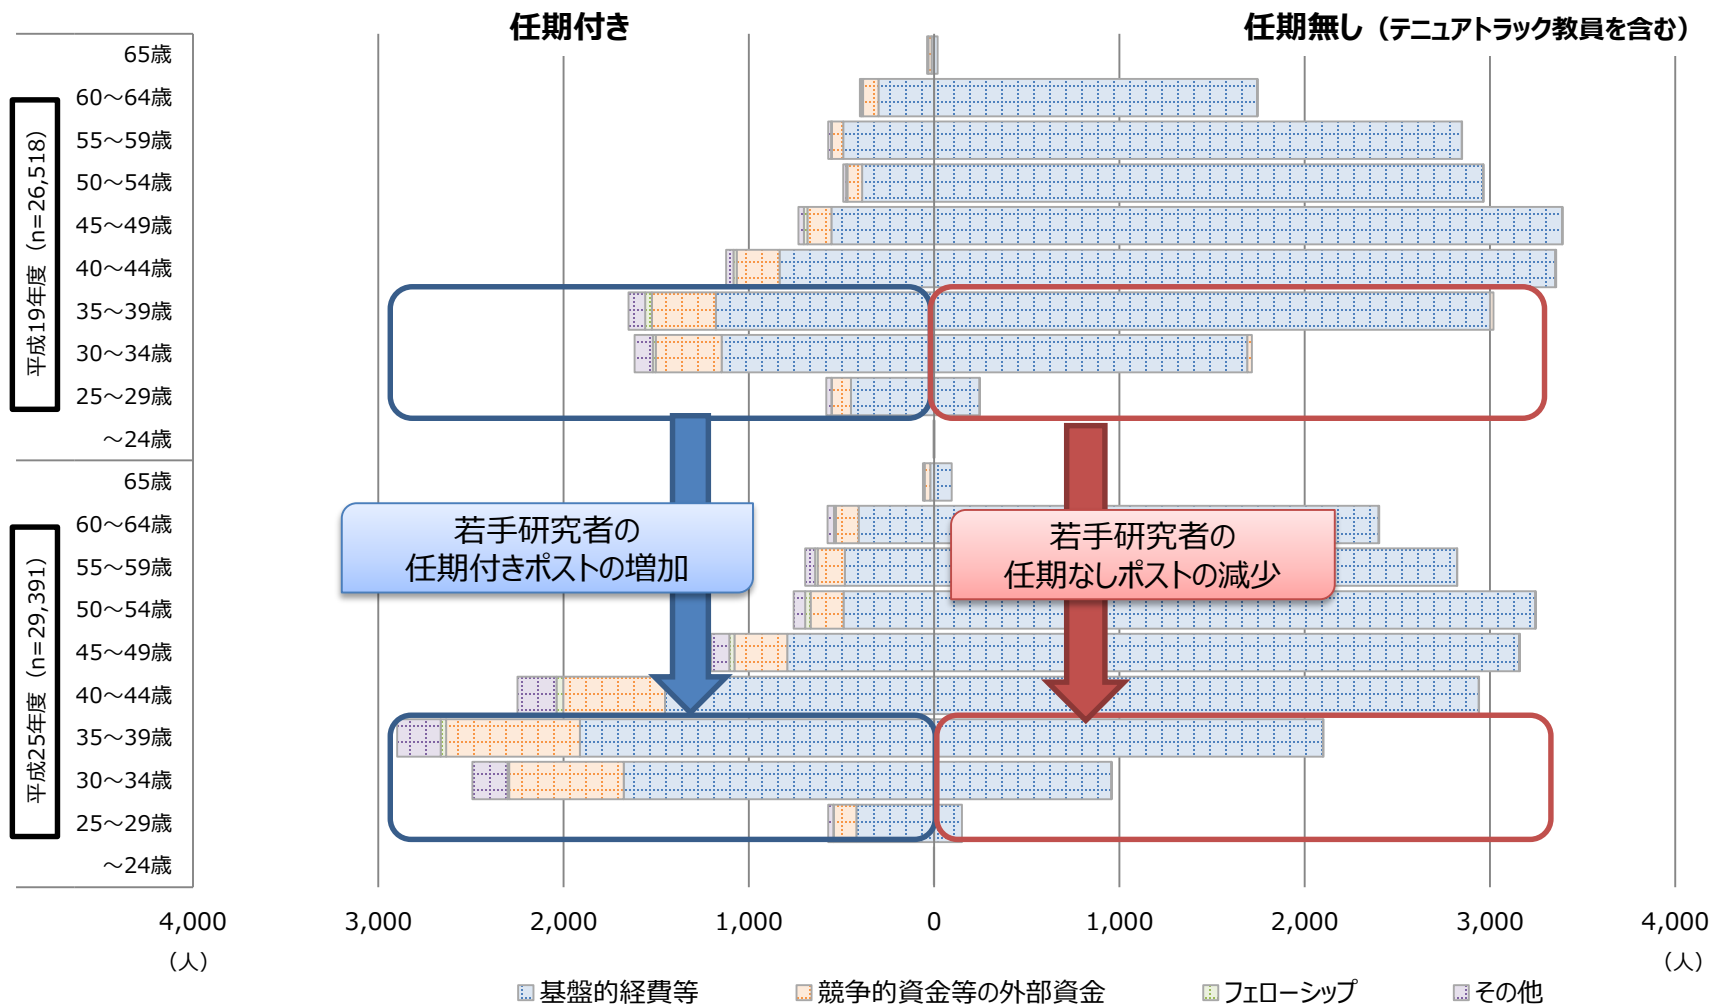 任期付き
任期無し（テニュアトラック教員を含む）
平成19年度（n=26,518）
65歳
60～64歳
55～59歳
50～54歳
45～49歳
40～44歳
35～39歳
30～34歳
25～29歳
～24歳
平成25年度（n=29,391）
65歳
60～64歳
55～59歳
50～54歳
45～49歳
40～44歳
35～39歳
30～34歳
25～29歳
～24歳
若手研究者の
任期付きポストの増加
若手研究者の
任期なしポストの減少
4,000 3,000 2,000 1,000 0 1,000 2,000 3,000 4,000
（人） （人）
基盤的経費等 競争的資金等の外部資金 フェローシップ その他